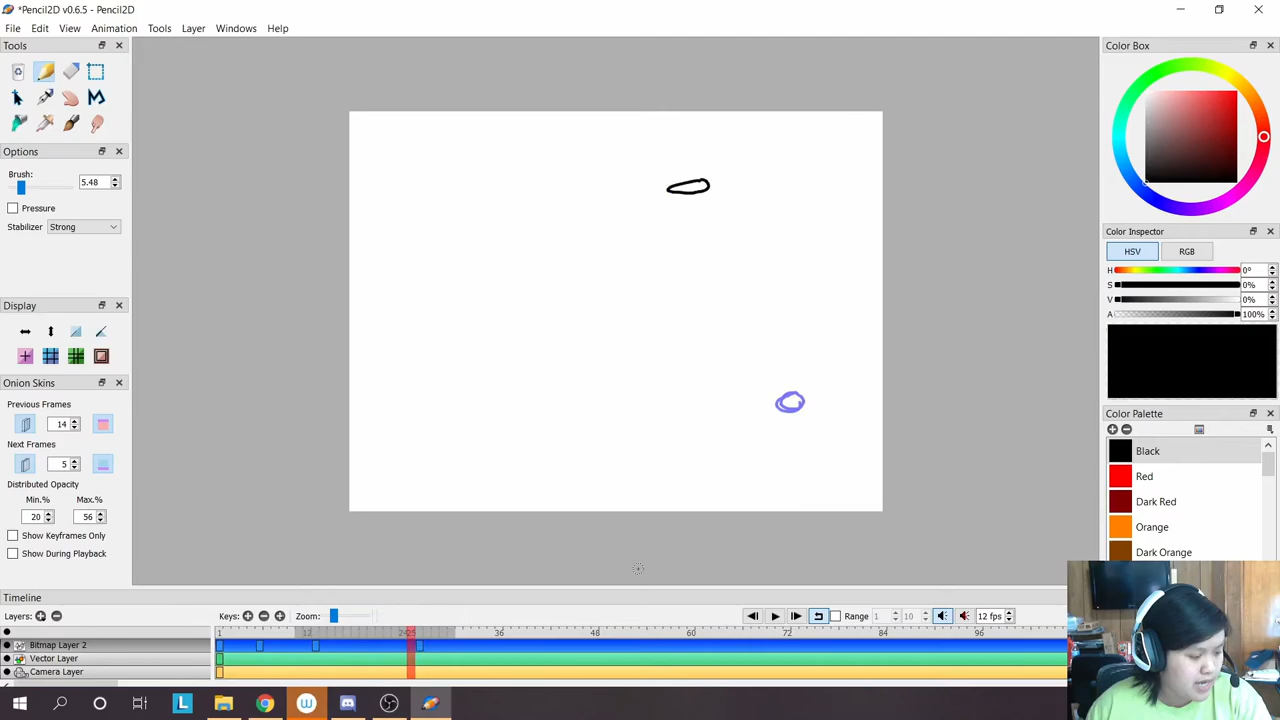 *Pencil2D v0.6.5 - Pencil2D
File Edit View Animation Tools Layer Windows Help
Tools
Options
Brush:
5.48
Pressure
Stabilizer Strong
Display
Onion Skins
Previous Frames
14
Next Frames
5
Distributed Opacity
Min.% Max.%
20 56
Show Keyframes Only
Show During Playback
Color Box
Color Inspector
HSV RGB
H 0°
S 0%
V 0%
A 100%
Color Palette
Black
Red
Dark Red
Orange
Dark Orange
Timeline
Layers: Keys: Zoom: Range 1 10 12 fps
1 12 24 25 36 48 60 72 84 96
Bitmap Layer 2
Vector Layer
Camera Layer
L W